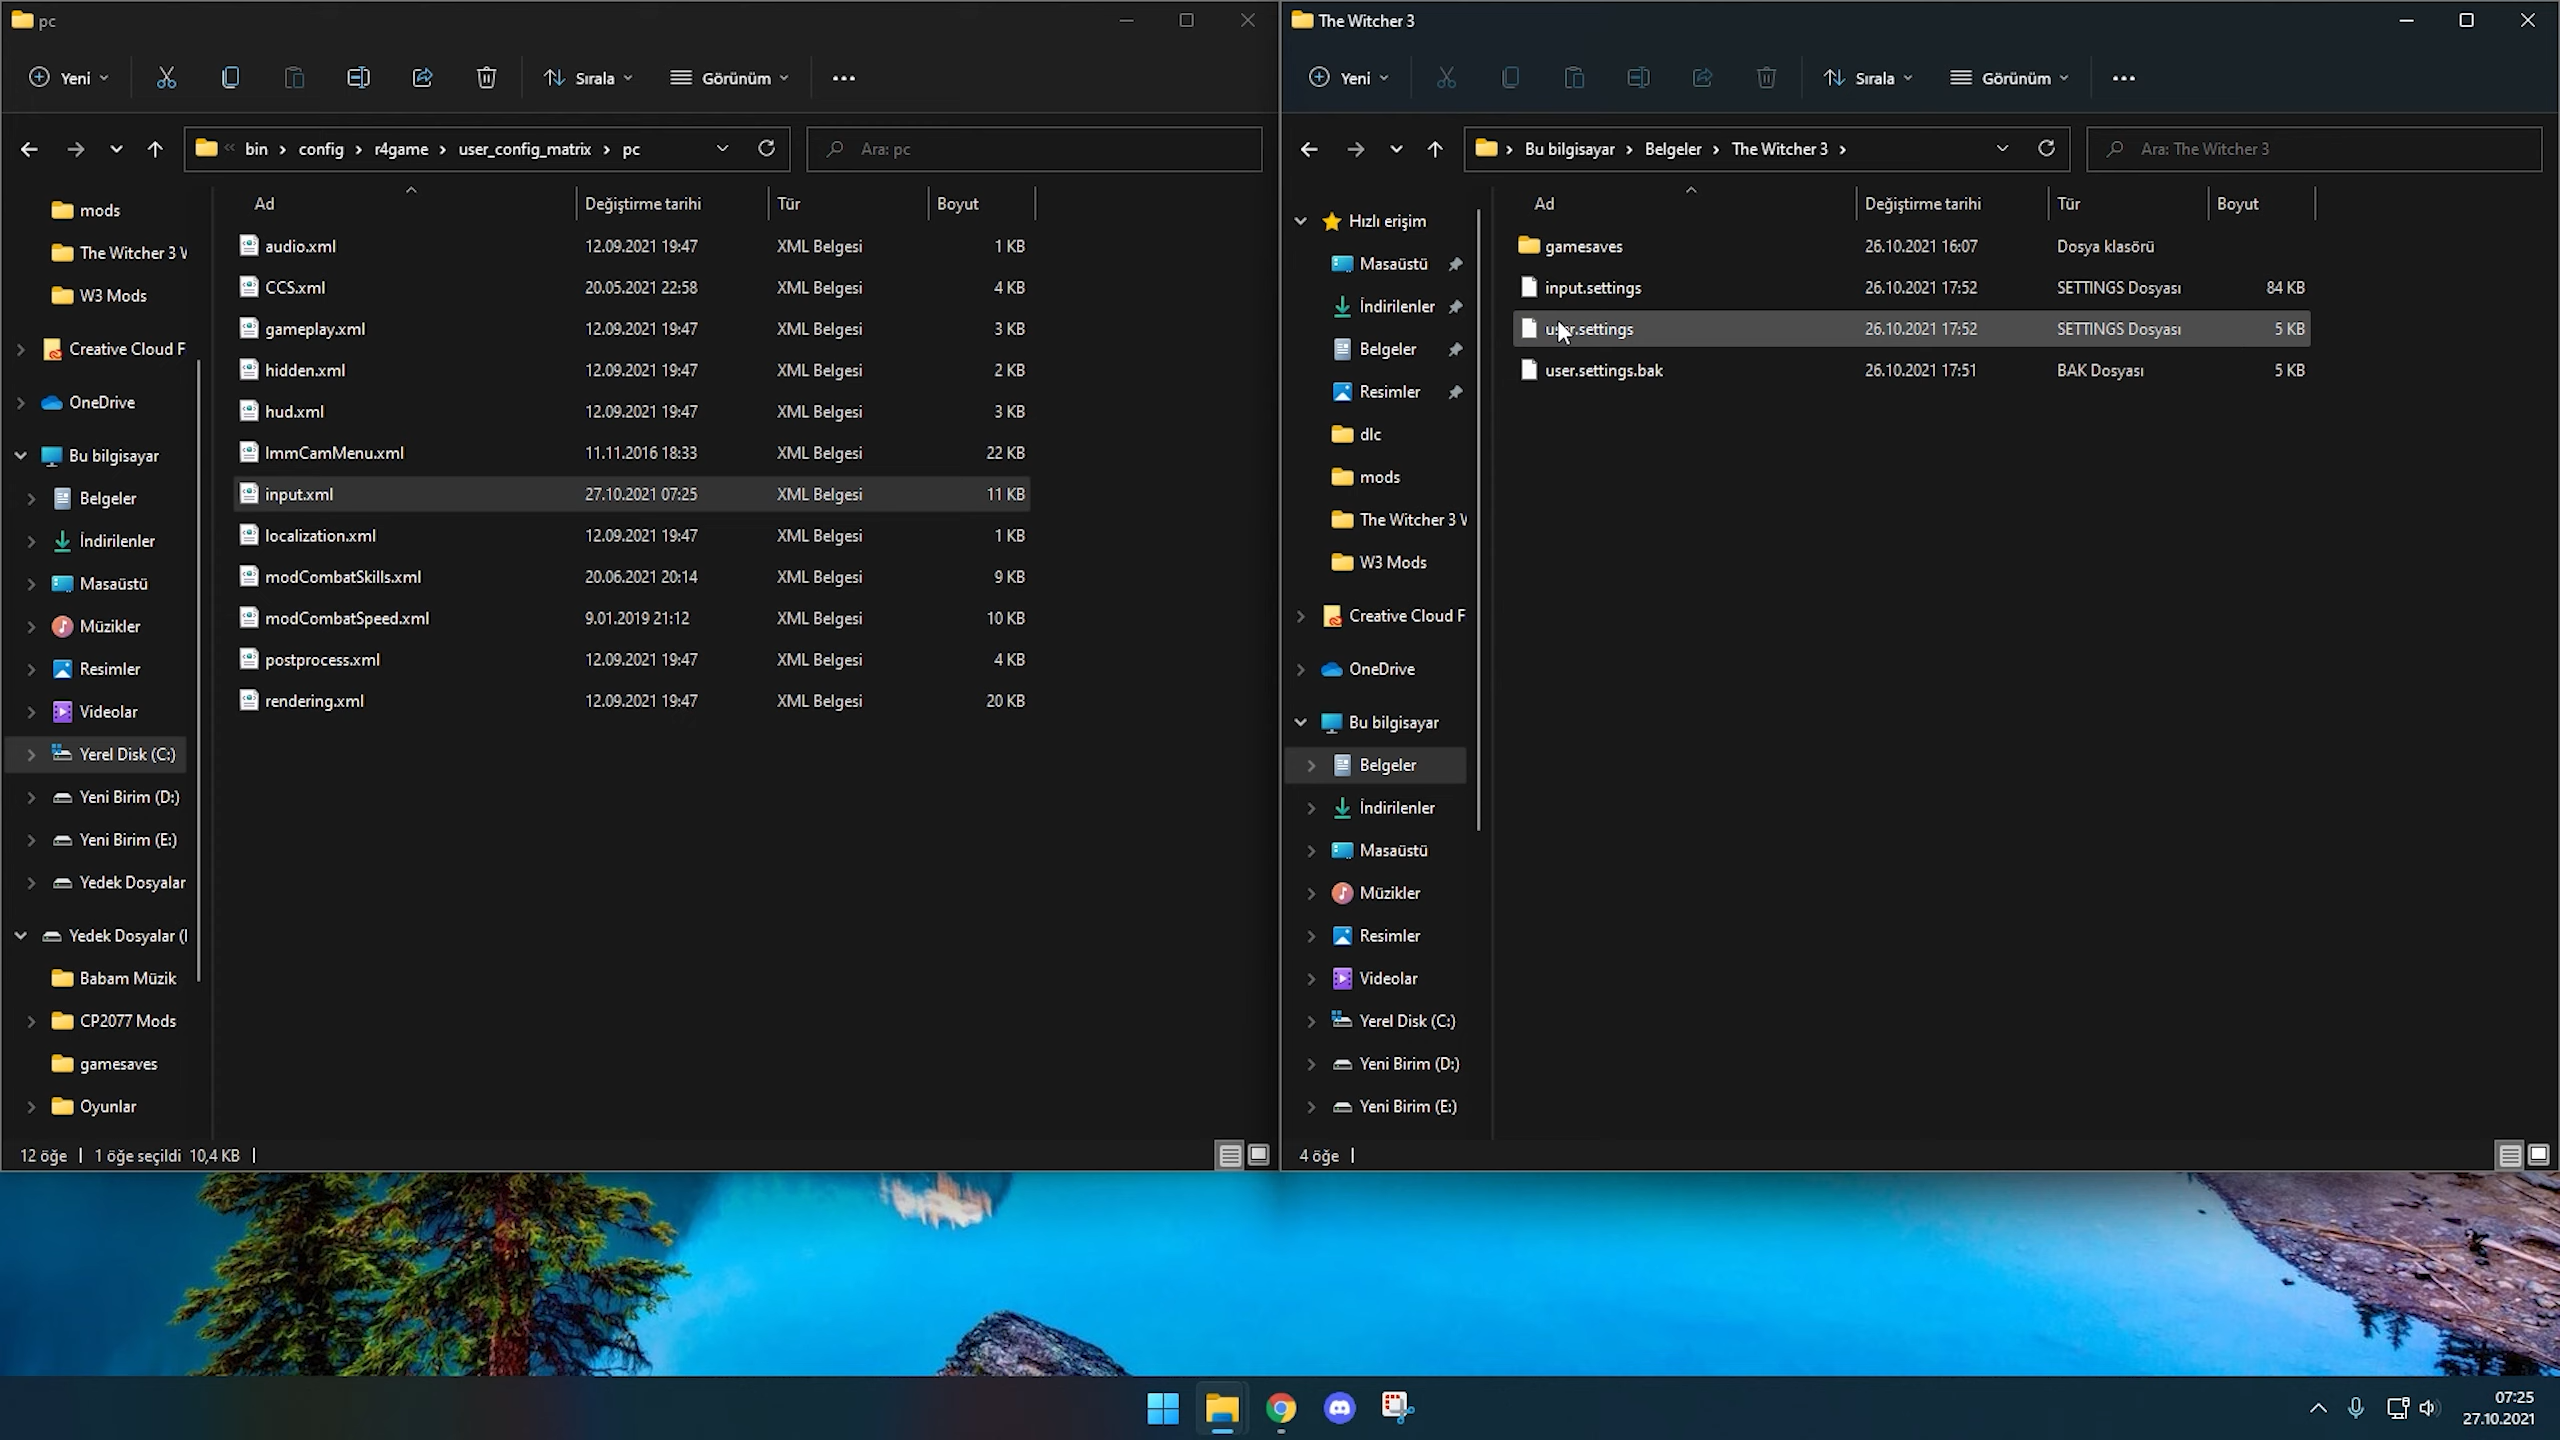 pc
Yeni
Sırala
Görünüm
bin › config › r4game › user_config_matrix › pc
Ara: pc
mods
The Witcher 3 W
W3 Mods
Creative Cloud F
OneDrive
Bu bilgisayar
Belgeler
İndirilenler
Masaüstü
Müzikler
Resimler
Videolar
Yerel Disk (C:)
Yeni Birim (D:)
Yeni Birim (E:)
Yedek Dosyalar
Yedek Dosyalar (
Babam Müzik
CP2077 Mods
gamesaves
Oyunlar
Ad Değiştirme tarihi Tür Boyut
audio.xml 12.09.2021 19:47 XML Belgesi 1 KB
CCS.xml 20.05.2021 22:58 XML Belgesi 4 KB
gameplay.xml 12.09.2021 19:47 XML Belgesi 3 KB
hidden.xml 12.09.2021 19:47 XML Belgesi 2 KB
hud.xml 12.09.2021 19:47 XML Belgesi 3 KB
ImmCamMenu.xml 11.11.2016 18:33 XML Belgesi 22 KB
input.xml 27.10.2021 07:25 XML Belgesi 11 KB
localization.xml 12.09.2021 19:47 XML Belgesi 1 KB
modCombatSkills.xml 20.06.2021 20:14 XML Belgesi 9 KB
modCombatSpeed.xml 9.01.2019 21:12 XML Belgesi 10 KB
postprocess.xml 12.09.2021 19:47 XML Belgesi 4 KB
rendering.xml 12.09.2021 19:47 XML Belgesi 20 KB
12 öğe | 1 öğe seçildi 10,4 KB |
The Witcher 3
Yeni
Sırala
Görünüm
› Bu bilgisayar › Belgeler › The Witcher 3 ›
Ara: The Witcher 3
Hızlı erişim
Masaüstü
İndirilenler
Belgeler
Resimler
dlc
mods
The Witcher 3 W
W3 Mods
Creative Cloud F
OneDrive
Bu bilgisayar
Belgeler
İndirilenler
Masaüstü
Müzikler
Resimler
Videolar
Yerel Disk (C:)
Yeni Birim (D:)
Yeni Birim (E:)
Ad Değiştirme tarihi Tür Boyut
gamesaves 26.10.2021 16:07 Dosya klasörü
input.settings 26.10.2021 17:52 SETTINGS Dosyası 84 KB
user.settings 26.10.2021 17:52 SETTINGS Dosyası 5 KB
user.settings.bak 26.10.2021 17:51 BAK Dosyası 5 KB
4 öğe |
07:25
27.10.2021